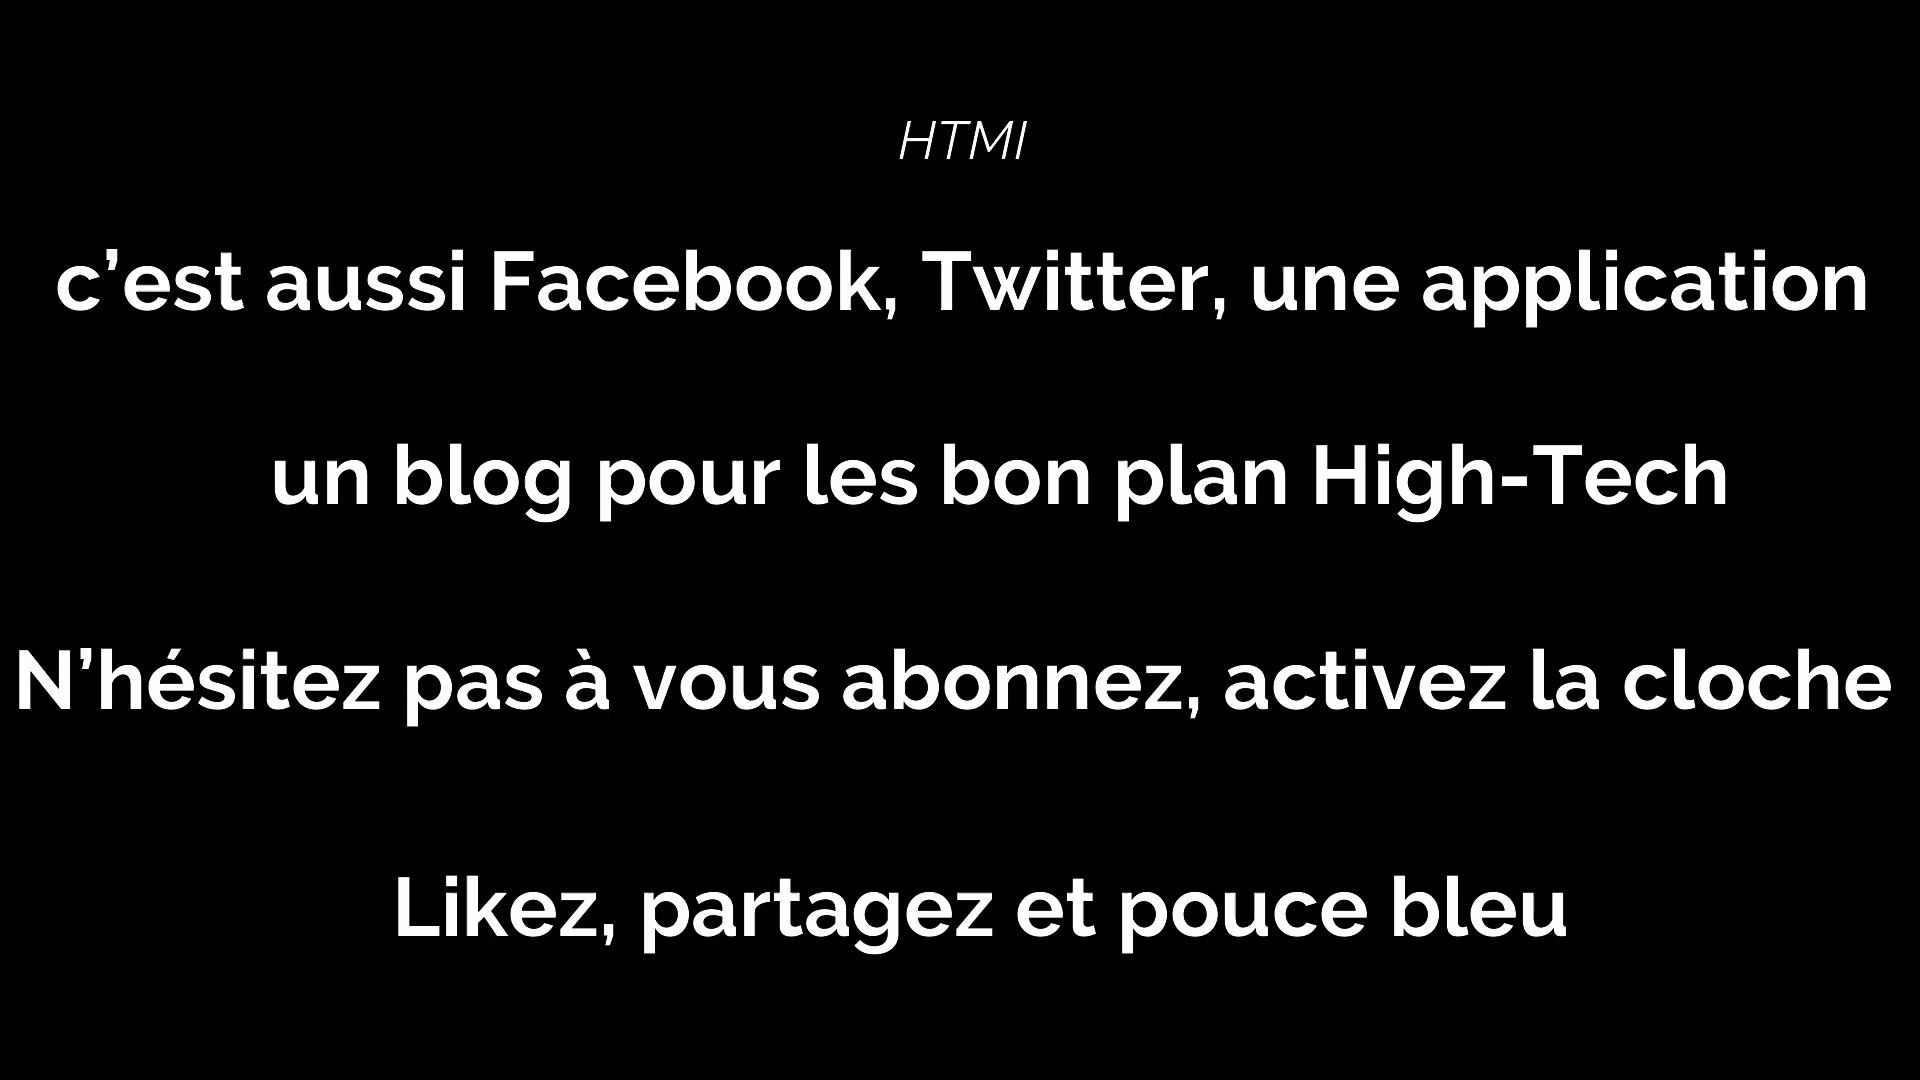 HTMI
c’est aussi Facebook, Twitter, une application
un blog pour les bon plan High-Tech
N’hésitez pas à vous abonnez, activez la cloche
Likez, partagez et pouce bleu